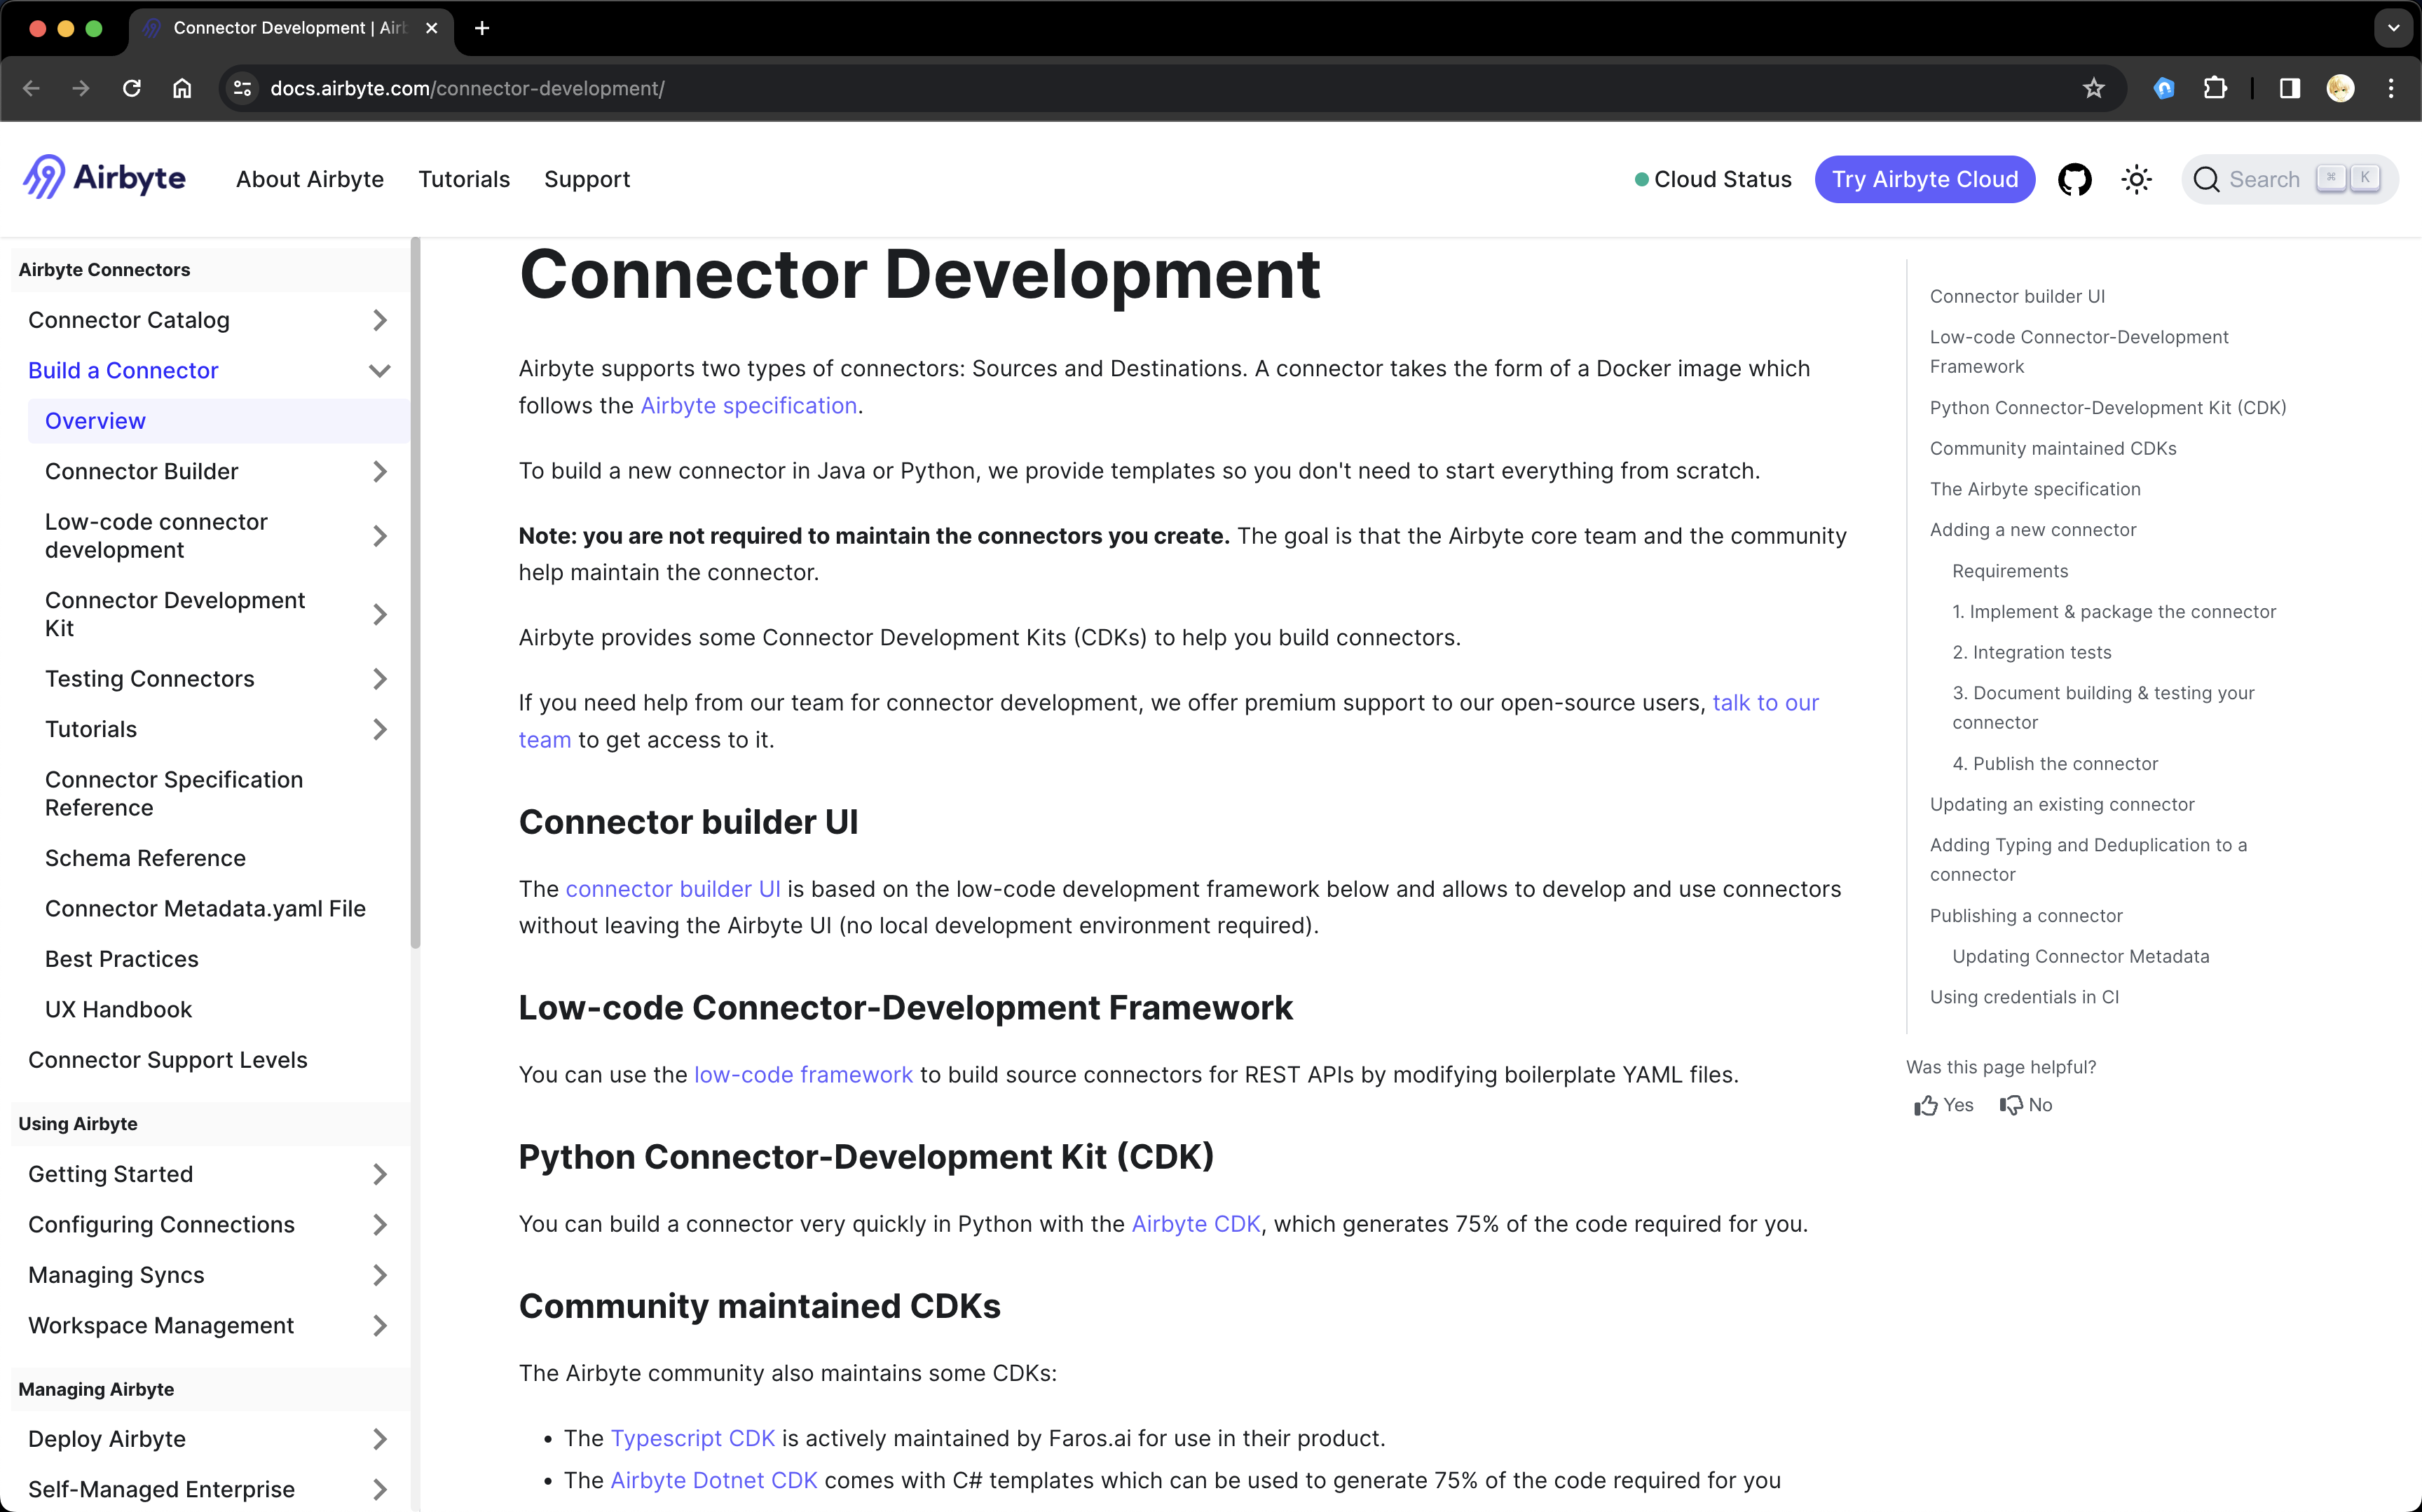 Connector Development | Airb
docs.airbyte.com/connector-development/
Airbyte
About Airbyte
Tutorials
Support
Cloud Status
Try Airbyte Cloud
Search
⌘
K
Airbyte Connectors
Connector Catalog
Build a Connector
Overview
Connector Builder
Low-code connector
development
Connector Development
Kit
Testing Connectors
Tutorials
Connector Specification
Reference
Schema Reference
Connector Metadata.yaml File
Best Practices
UX Handbook
Connector Support Levels
Using Airbyte
Getting Started
Configuring Connections
Managing Syncs
Workspace Management
Managing Airbyte
Deploy Airbyte
Self-Managed Enterprise
Connector Development
Airbyte supports two types of connectors: Sources and Destinations. A connector takes the form of a Docker image which
follows the Airbyte specification.
To build a new connector in Java or Python, we provide templates so you don't need to start everything from scratch.
Note: you are not required to maintain the connectors you create. The goal is that the Airbyte core team and the community
help maintain the connector.
Airbyte provides some Connector Development Kits (CDKs) to help you build connectors.
If you need help from our team for connector development, we offer premium support to our open-source users, talk to our
team to get access to it.
Connector builder UI
The connector builder UI is based on the low-code development framework below and allows to develop and use connectors
without leaving the Airbyte UI (no local development environment required).
Low-code Connector-Development Framework
You can use the low-code framework to build source connectors for REST APIs by modifying boilerplate YAML files.
Python Connector-Development Kit (CDK)
You can build a connector very quickly in Python with the Airbyte CDK, which generates 75% of the code required for you.
Community maintained CDKs
The Airbyte community also maintains some CDKs:
• The Typescript CDK is actively maintained by Faros.ai for use in their product.
• The Airbyte Dotnet CDK comes with C# templates which can be used to generate 75% of the code required for you
Connector builder UI
Low-code Connector-Development
Framework
Python Connector-Development Kit (CDK)
Community maintained CDKs
The Airbyte specification
Adding a new connector
Requirements
1. Implement & package the connector
2. Integration tests
3. Document building & testing your
connector
4. Publish the connector
Updating an existing connector
Adding Typing and Deduplication to a
connector
Publishing a connector
Updating Connector Metadata
Using credentials in CI
Was this page helpful?
Yes
No